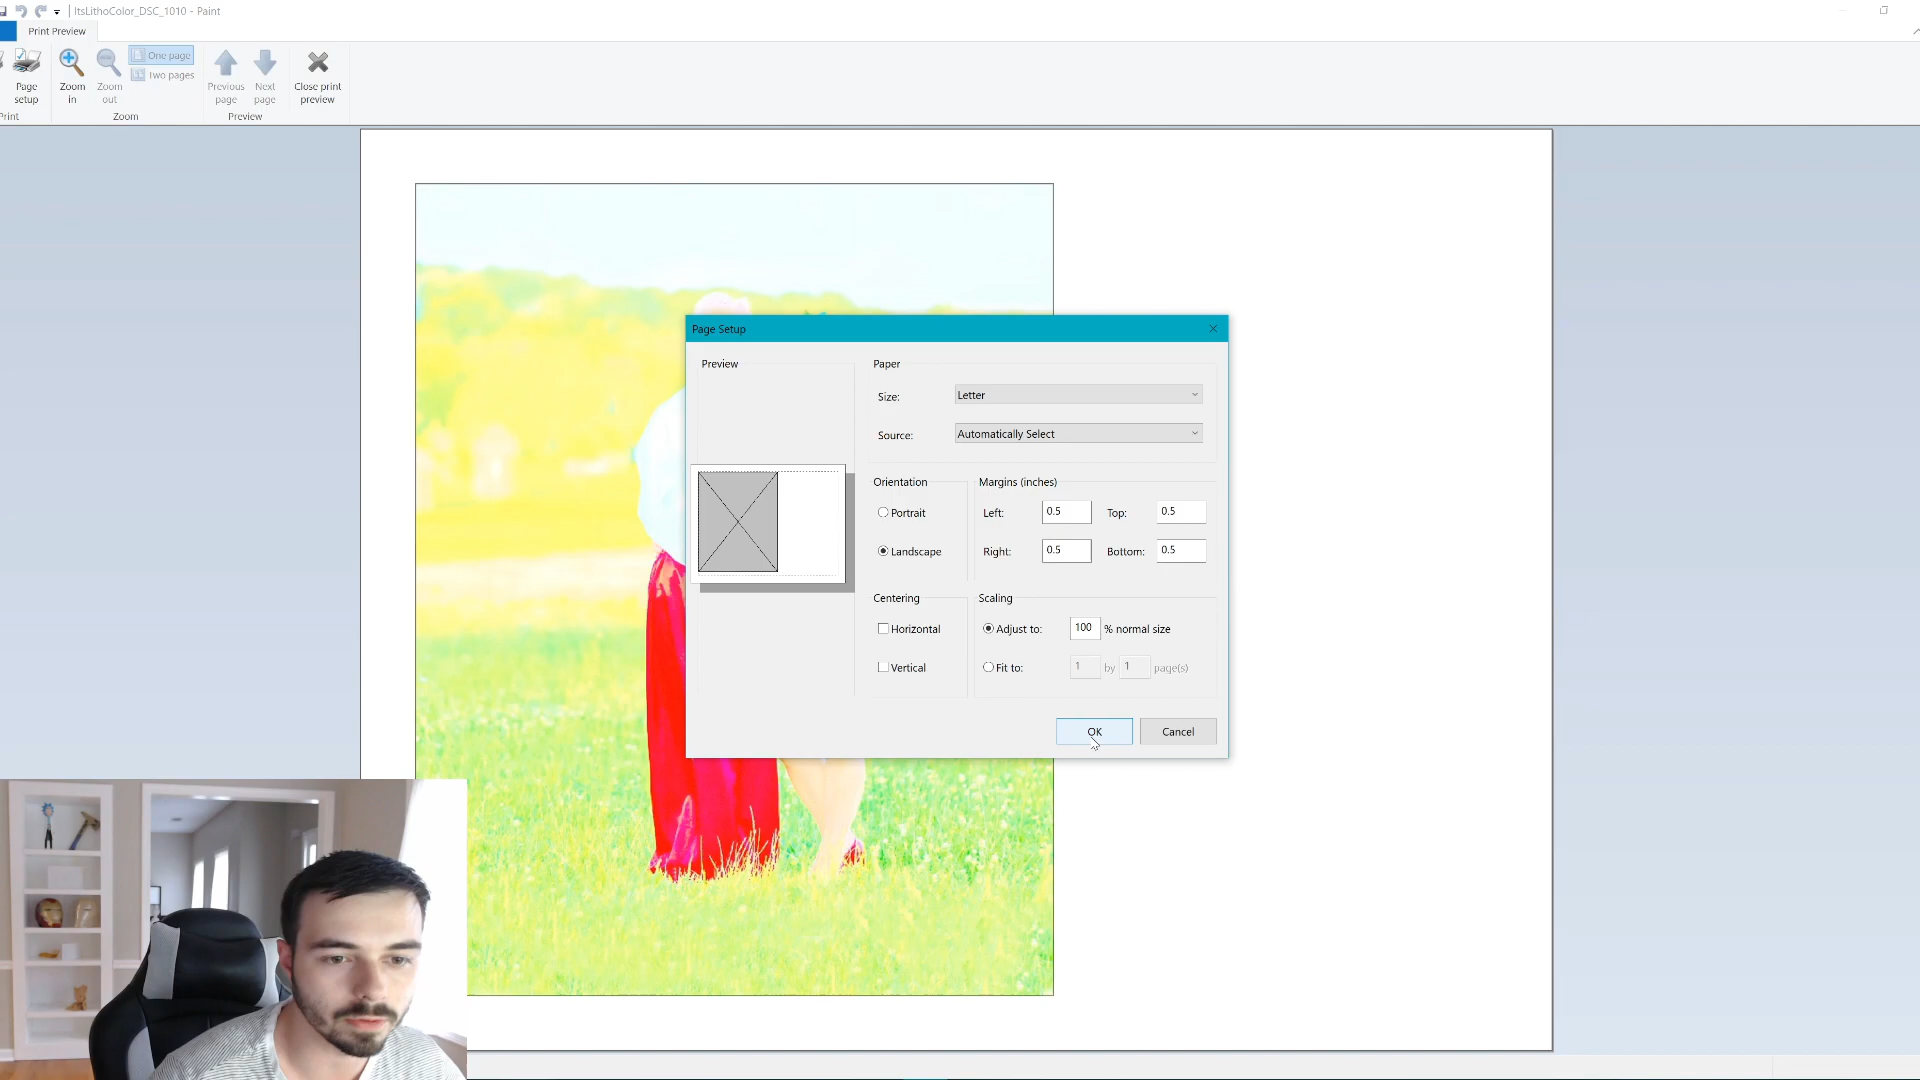 ItsLithoColor_DSC_1010 - Paint
Print Preview
Page setup
Zoom in
Zoom out
One page
Two pages
Previous page
Next page
Close print preview
Print
Zoom
Preview
Page Setup
Preview
Paper
Size: Letter
Source: Automatically Select
Orientation
Portrait
Landscape
Margins (inches)
Left: 0.5 Top: 0.5
Right: 0.5 Bottom: 0.5
Centering
Horizontal
Vertical
Scaling
Adjust to: 100 % normal size
Fit to: 1 by 1 page(s)
OK
Cancel